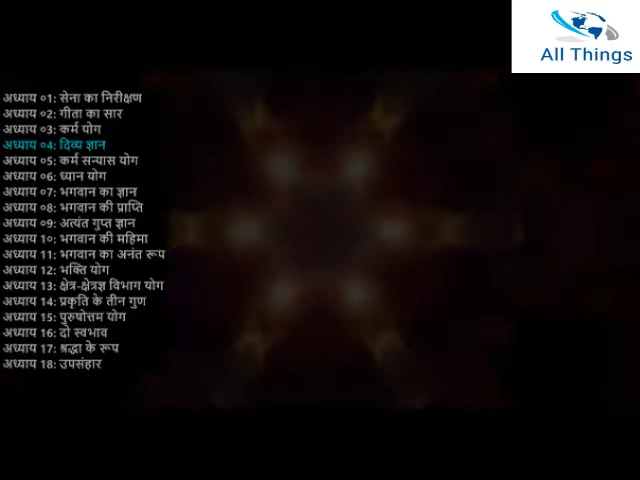 All Things
अध्याय ०1: सेना का निरीक्षण
अध्याय ०2: गीता का सार
अध्याय ०3: कर्म योग
अध्याय ०4: दिव्य ज्ञान
अध्याय ०5: कर्म सन्यास योग
अध्याय ०6: ध्यान योग
अध्याय ०7: भगवान का ज्ञान
अध्याय ०8: भगवान की प्राप्ति
अध्याय ०9: अत्यंत गुप्त ज्ञान
अध्याय 1०: भगवान की महिमा
अध्याय 11: भगवान का अनंत रूप
अध्याय 12: भक्ति योग
अध्याय 13: क्षेत्र-क्षेत्रज्ञ विभाग योग
अध्याय 14: प्रकृति के तीन गुण
अध्याय 15: पुरुषोत्तम योग
अध्याय 16: दो स्वभाव
अध्याय 17: श्रद्धा के रूप
अध्याय 18: उपसंहार